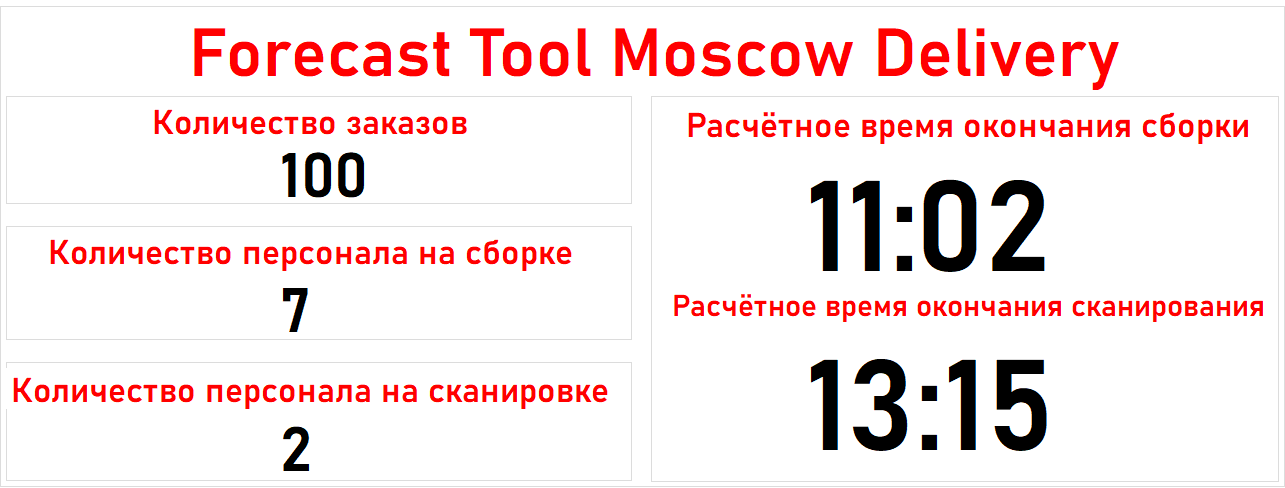 Forecast Tool Moscow Delivery
Количество заказов
100
Количество персонала на сборке
7
Количество персонала на сканировке
2
Расчётное время окончания сборки
11:02
Расчётное время окончания сканирования
13:15